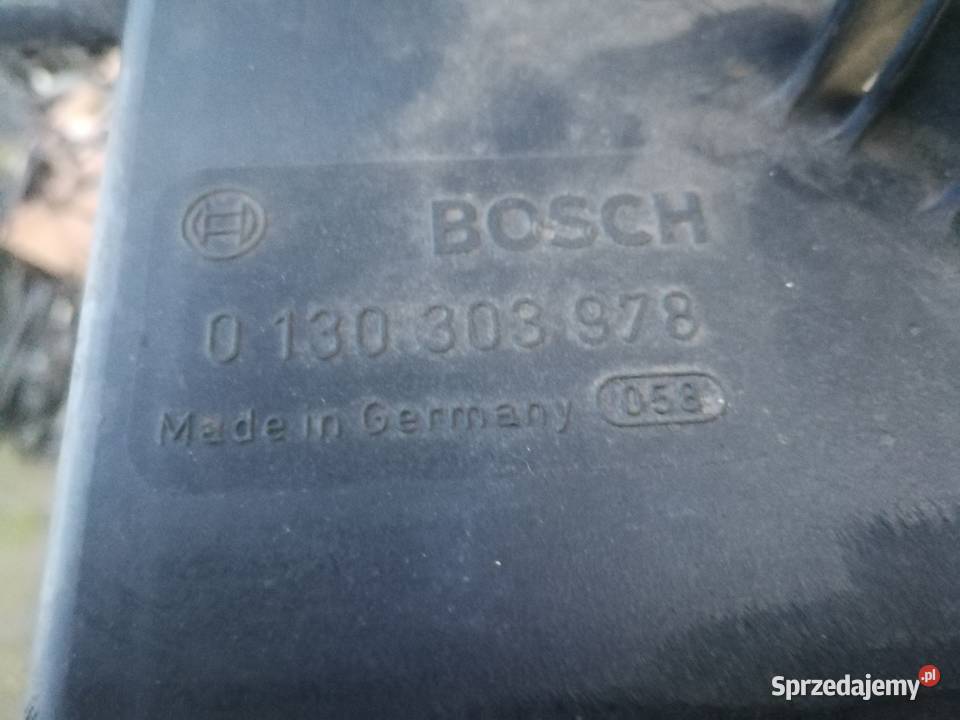 BOSCH
0 130 303 978
Made in Germany 058
Sprzedajemy.pl